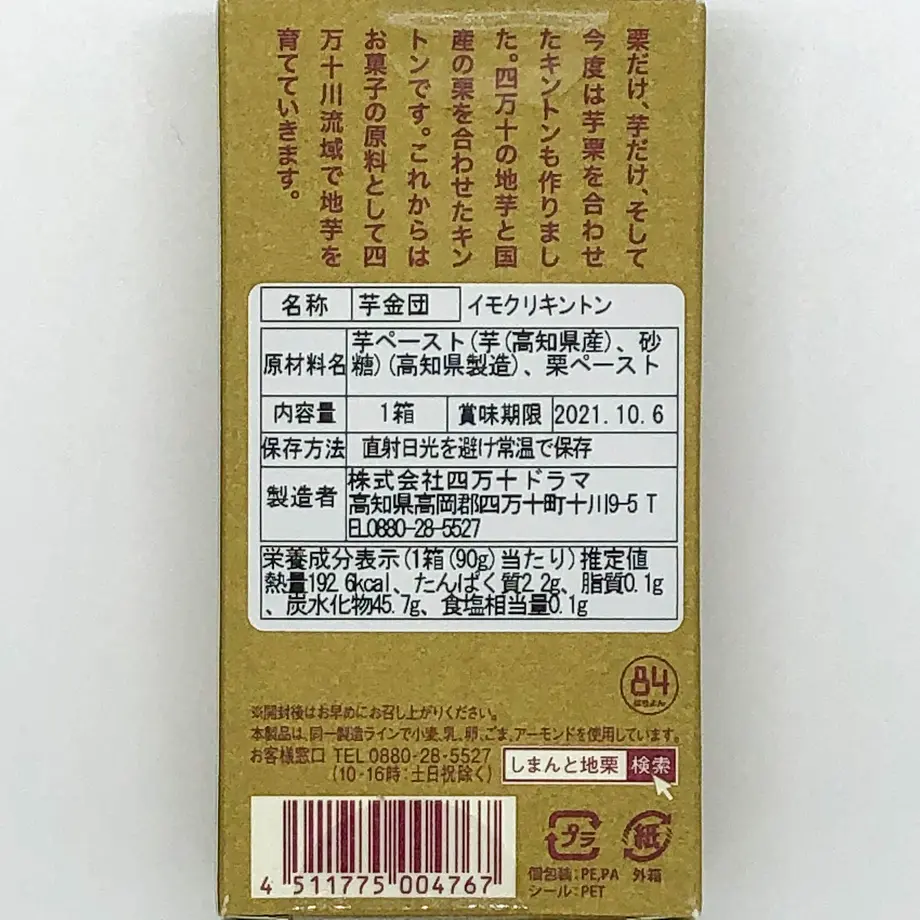 栗だけ、芋だけ、そして
今度は芋栗を合わせ
たキントンも作りまし
た。四万十の地芋と国
産の栗を合わせたキン
トンです。これからは
お菓子の原料として四
万十川流域で地芋を
育てていきます。
名称 芋金団 イモクリキントン
原材料名 芋ペースト(芋(高知県産)、砂
糖)(高知県製造)、栗ペースト
内容量 1箱 賞味期限 2021.10.6
保存方法 直射日光を避け常温で保存
製造者 株式会社四万十ドラマ
高知県高岡郡四万十町十川9-5 T
EL0880-28-5527
栄養成分表示(1箱(90g)当たり)推定値
熱量192.6kcal、たんぱく質2.2g、脂質0.1g
、炭水化物45.7g、食塩相当量0.1g
84
はちよん
※開封後はお早めにお召し上がりください。
本製品は、同一製造ラインで小麦、乳、卵、ごま、アーモンドを使用しています。
お客様窓口 TEL0880-28-5527
(10-16時:土日祝除く)
しまんと地栗 検索
4 511775 004767
プラ 紙
個包装:PE,PA 外箱
シール:PET